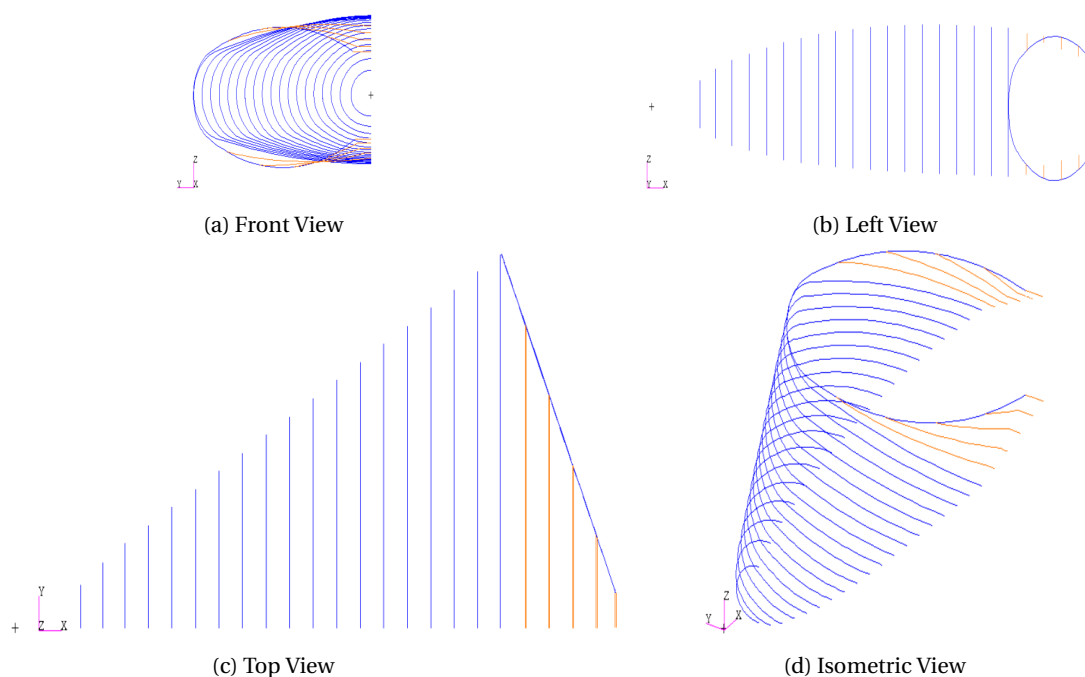 Z
Y X
(a) Front View
Z
Y X
(b) Left View
Y
Z X
(c) Top View
Z
Y X
(d) Isometric View